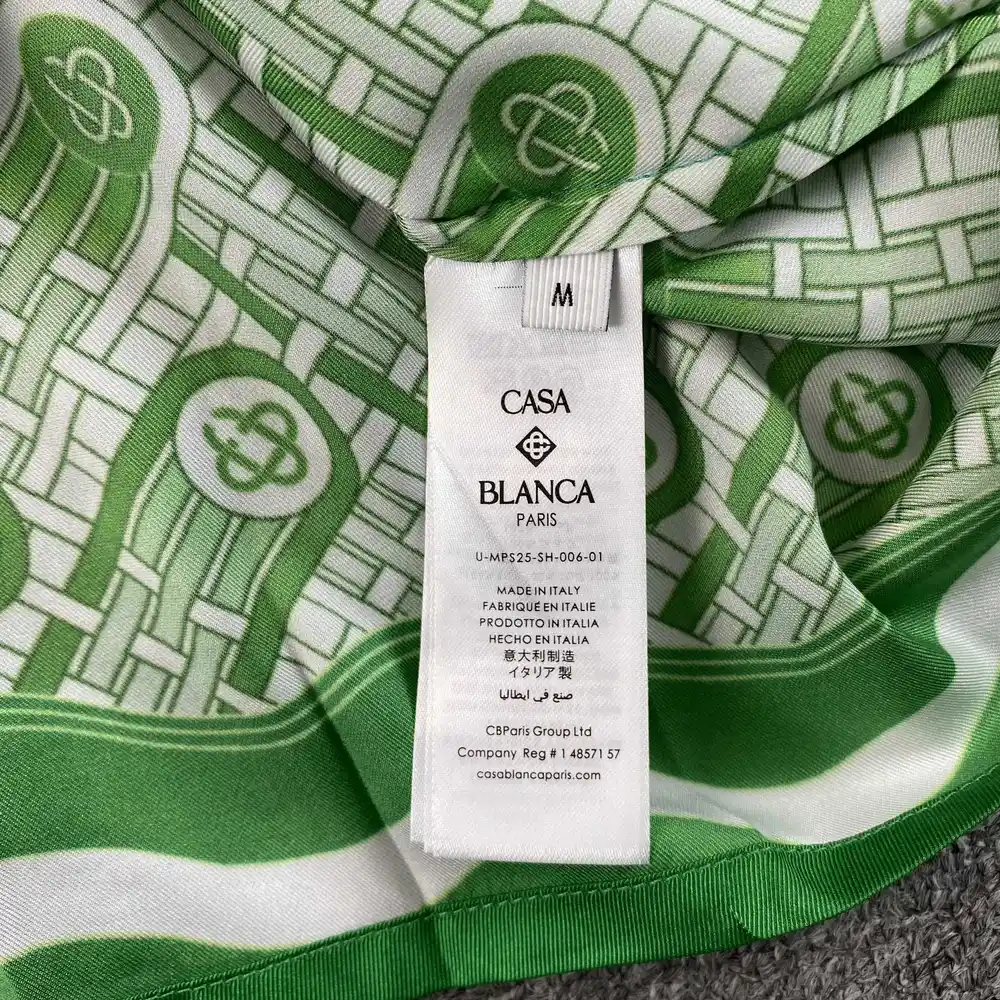 M
CASA
BLANCA
PARIS
U-MPS25-SH-006-01
MADE IN ITALY
FABRIQUÉ EN ITALIE
PRODOTTO IN ITALIA
HECHO EN ITALIA
意大利制造
イタリア製
صنع في ايطاليا
CBParis Group Ltd
Company Reg # 1 48571 57
casablancaparis.com